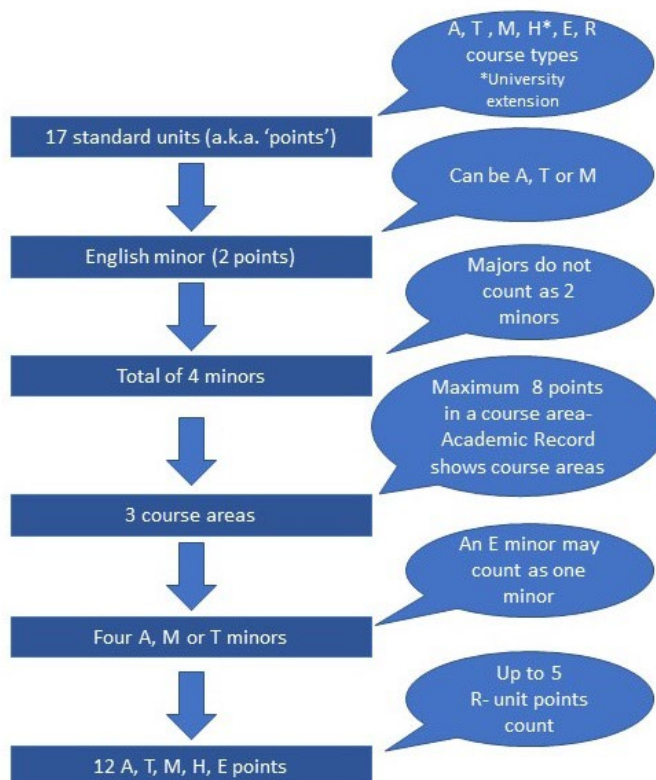 A, T , M, H*, E, R
course types
*University
extension
17 standard units (a.k.a. 'points')
Can be A, T or M
English minor (2 points)
Majors do not
count as 2
minors
Total of 4 minors
Maximum 8 points
in a course area-
Academic Record
shows course areas
3 course areas
An E minor may
count as one
minor
Four A, M or T minors
Up to 5
R- unit points
count
12 A, T, M, H, E points